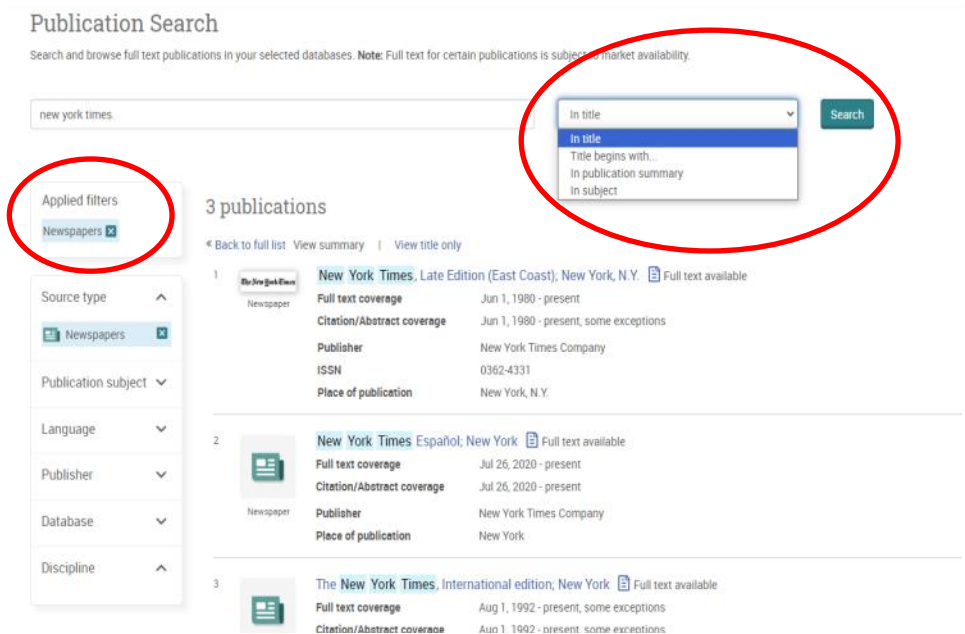 Publication Search
Search and browse full text publications in your selected databases. Note: Full text for certain publications is subject market availability.
new york times.
In title
Search
In title
Title begins with...
In publication summary
In subject
Applied filters
Newspapers
Source type
Newspapers
Publication subject
Language
Publisher
Database
Discipline
3 publications
« Back to full list View summary | View title only
1
The New York Times
Newspaper
New York Times, Late Edition (East Coast); New York, N.Y. Full text available
Full text coverage Jun 1, 1980 - present
Citation/Abstract coverage Jun 1, 1980 - present, some exceptions
Publisher New York Times Company
ISSN 0362-4331
Place of publication New York, N.Y.
2
Newspaper
New York Times Español; New York Full text available
Full text coverage Jul 26, 2020 - present
Citation/Abstract coverage Jul 26, 2020 - present
Publisher New York Times Company
Place of publication New York
3
The New York Times, International edition; New York Full text available
Full text coverage Aug 1, 1992 - present, some exceptions
Citation/Abstract coverage Aug 1, 1992 - present, some exceptions